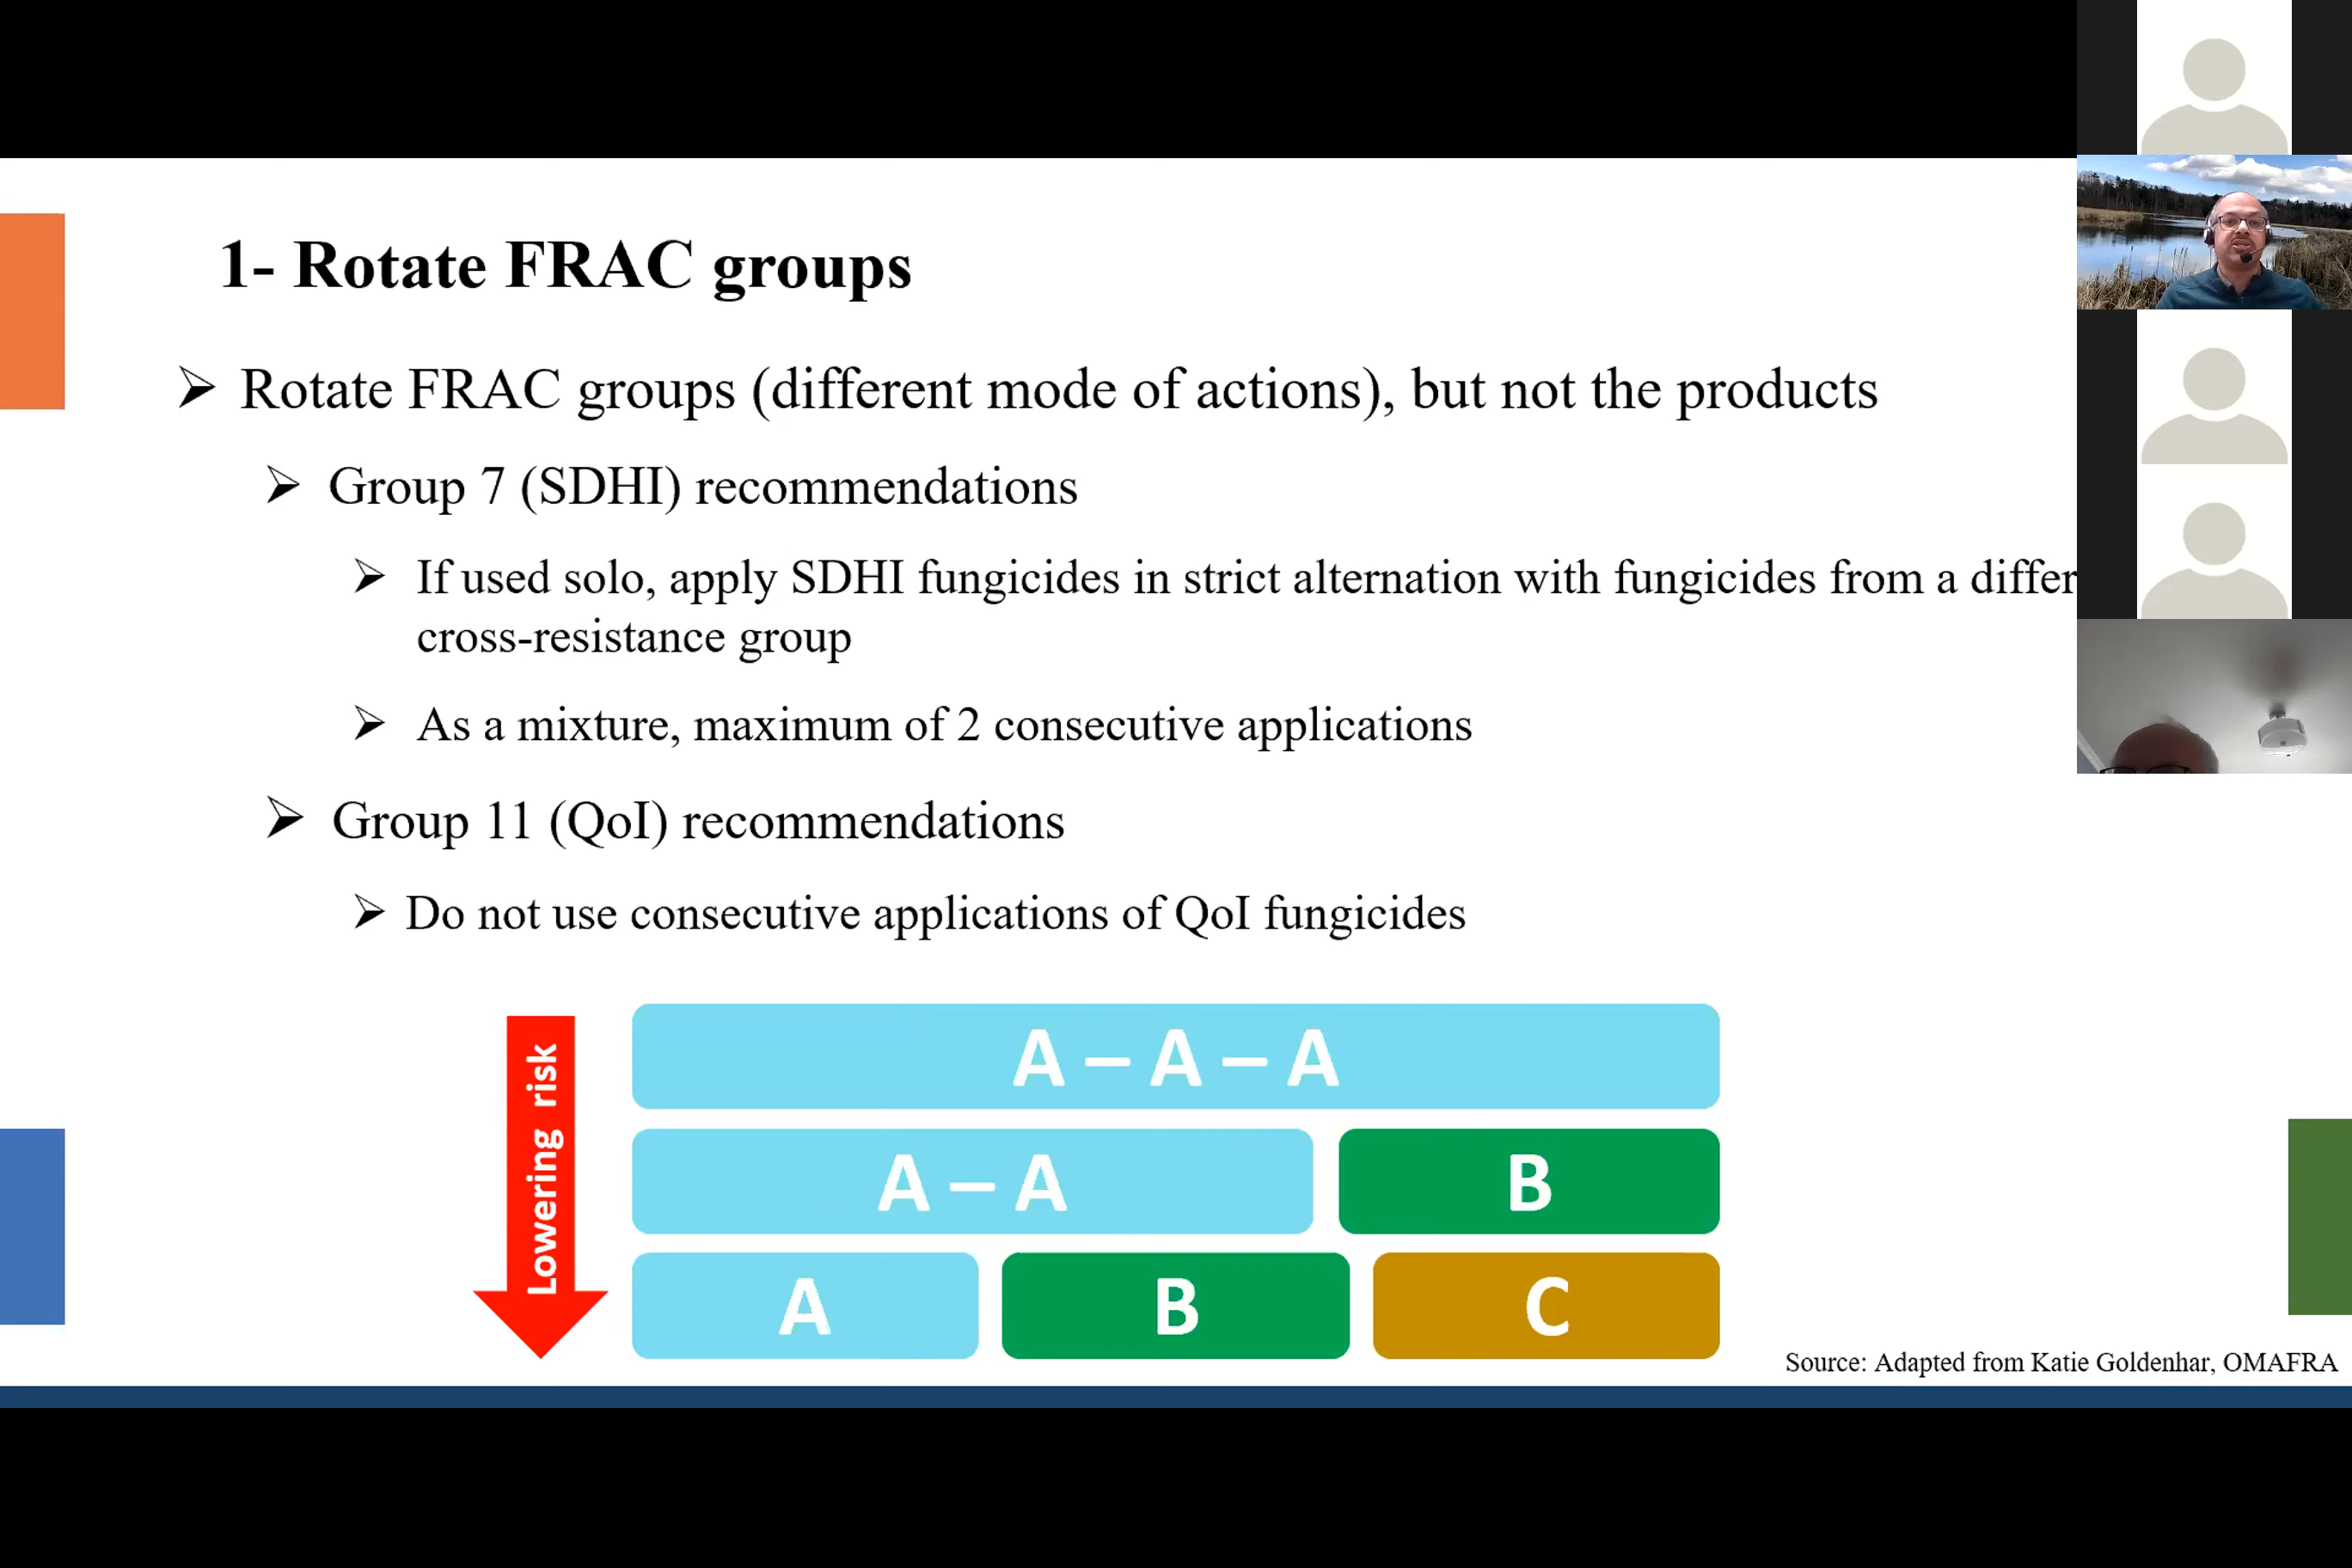 1- Rotate FRAC groups
Rotate FRAC groups (different mode of actions), but not the products
Group 7 (SDHI) recommendations
If used solo, apply SDHI fungicides in strict alternation with fungicides from a differ
cross-resistance group
As a mixture, maximum of 2 consecutive applications
Group 11 (QoI) recommendations
Do not use consecutive applications of QoI fungicides
Lowering risk
A – A – A
A – A
B
A
B
C
Source: Adapted from Katie Goldenhar, OMAFRA